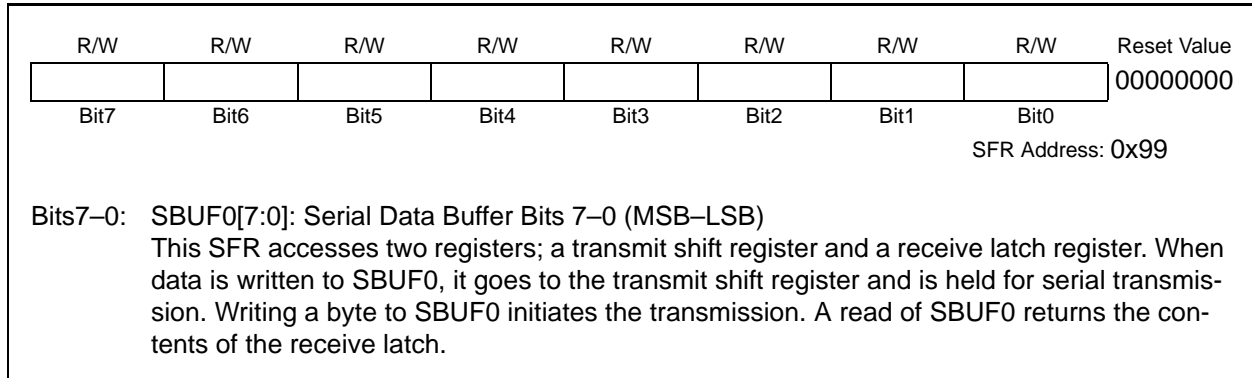 R/W R/W R/W R/W R/W R/W R/W R/W Reset Value
00000000
Bit7 Bit6 Bit5 Bit4 Bit3 Bit2 Bit1 Bit0
SFR Address: 0x99
Bits7–0: SBUF0[7:0]: Serial Data Buffer Bits 7–0 (MSB–LSB)
This SFR accesses two registers; a transmit shift register and a receive latch register. When
data is written to SBUF0, it goes to the transmit shift register and is held for serial transmis-
sion. Writing a byte to SBUF0 initiates the transmission. A read of SBUF0 returns the con-
tents of the receive latch.